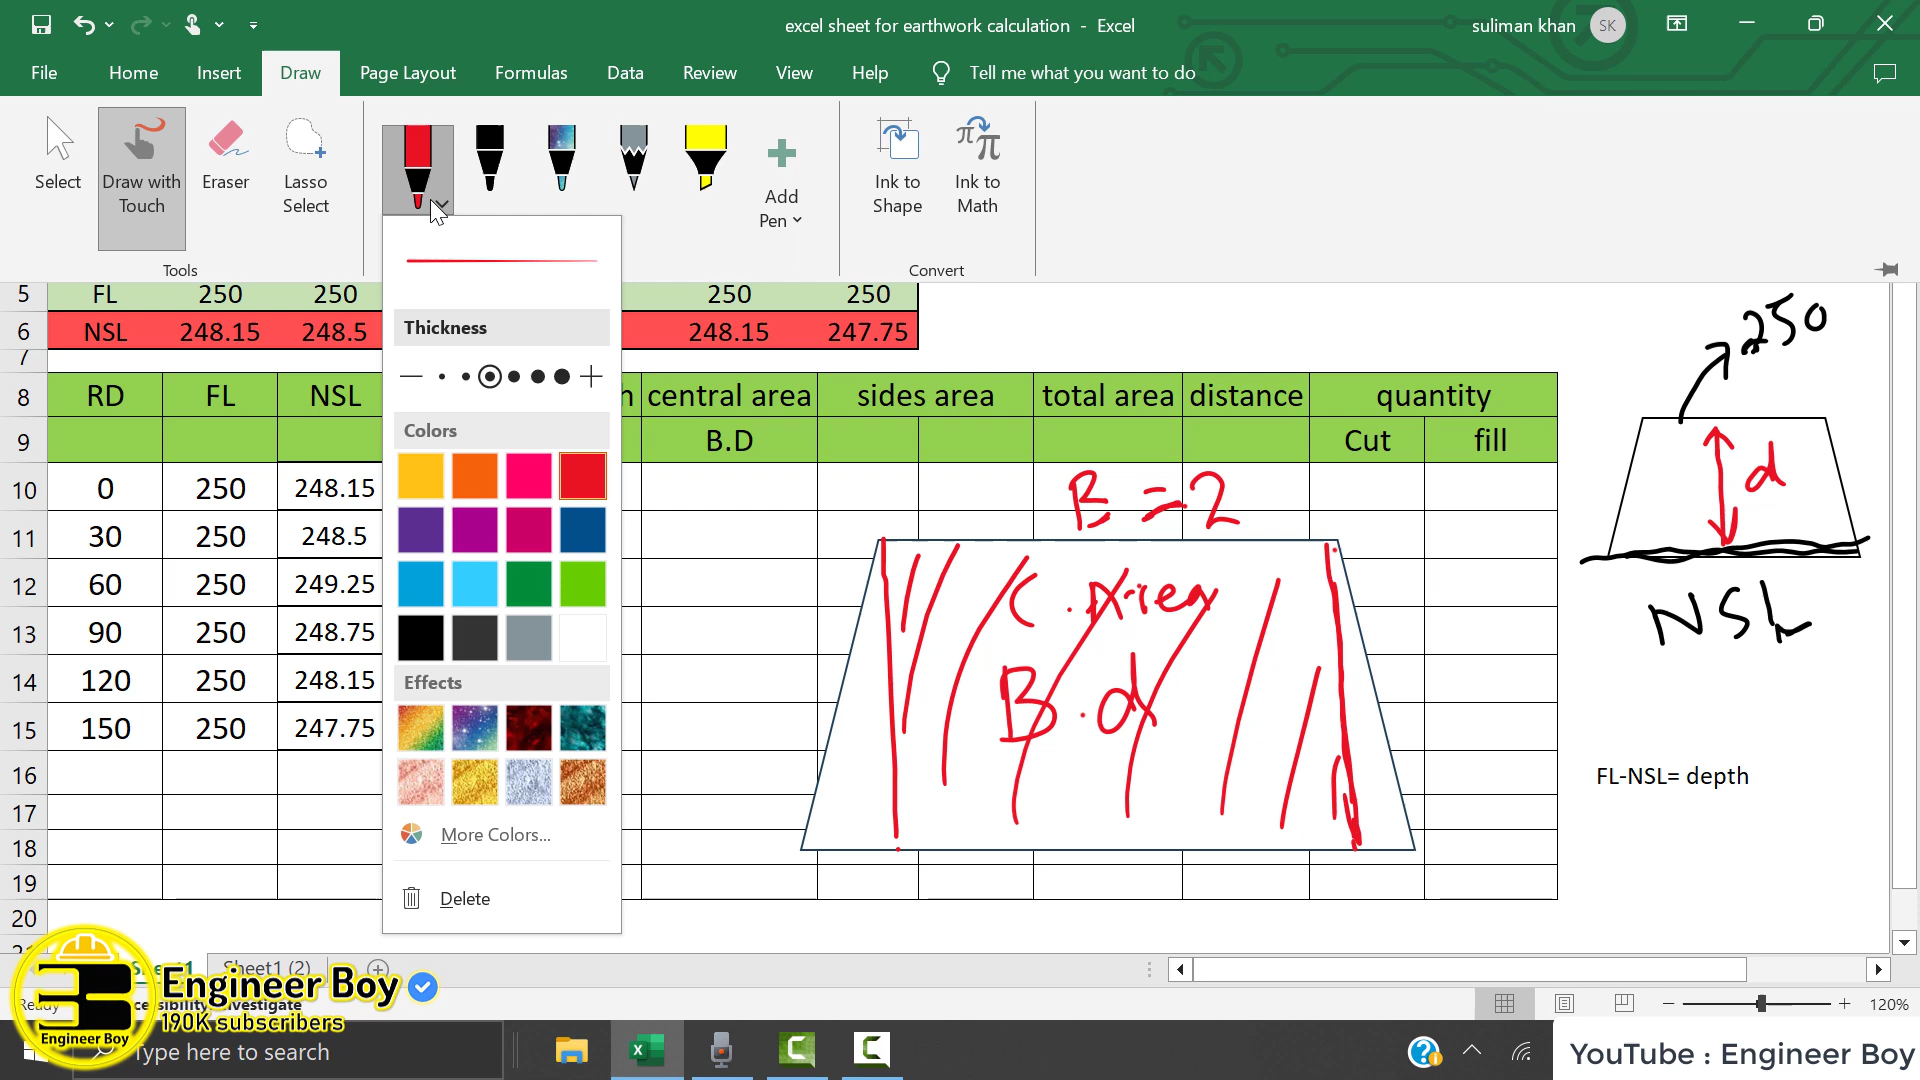 excel sheet for earthwork calculation - Excel
suliman khan
SK
File Home Insert Draw Page Layout Formulas Data Review View Help Tell me what you want to do
Select
Draw with Touch
Eraser
Lasso Select
Add Pen
Ink to Shape
Ink to Math
Tools
Convert
5 FL 250 250 250 250
6 NSL 248.15 248.5 248.15 247.75
7
8 RD FL NSL h central area sides area total area distance quantity
9 B.D Cut fill
10 0 250 248.15
11 30 250 248.5
12 60 250 249.25
13 90 250 248.75
14 120 250 248.15
15 150 250 247.75
16
17
18
19
20
Thickness
Colors
Effects
More Colors...
Delete
B = 2
C. Area
B.d
250
d
NSL
FL-NSL= depth
Sheet1 (2)
Ready
120%
Engineer Boy
190K subscribers
Engineer Boy
Type here to search
YouTube : Engineer Boy